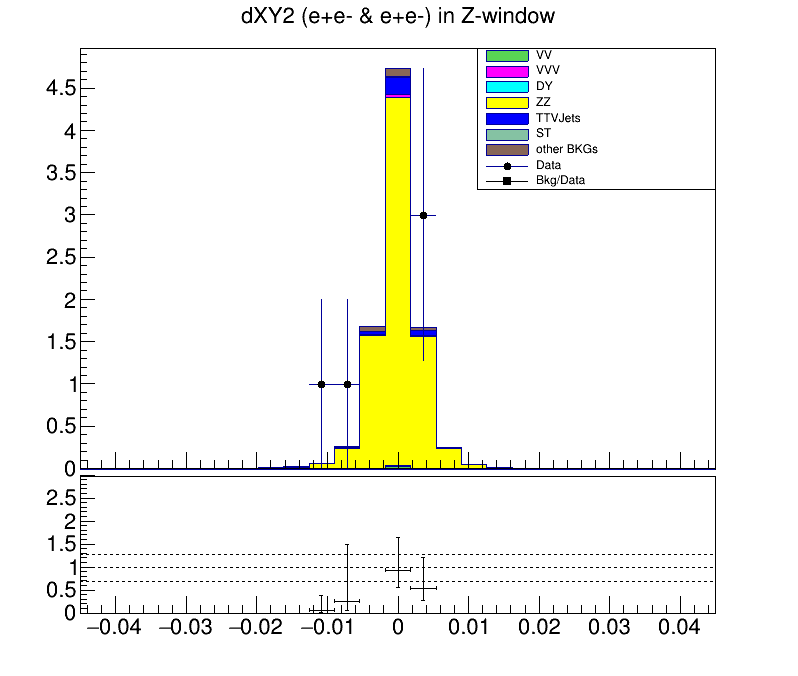 dXY2 (e+e- & e+e-) in Z-window
VV
VVV
DY
ZZ
TTVJets
ST
other BKGs
Data
Bkg/Data
4.5
4
3.5
3
2.5
2
1.5
1
0.5
0
2.5
2
1.5
1
0.5
0
−0.04 −0.03 −0.02 −0.01 0 0.01 0.02 0.03 0.04